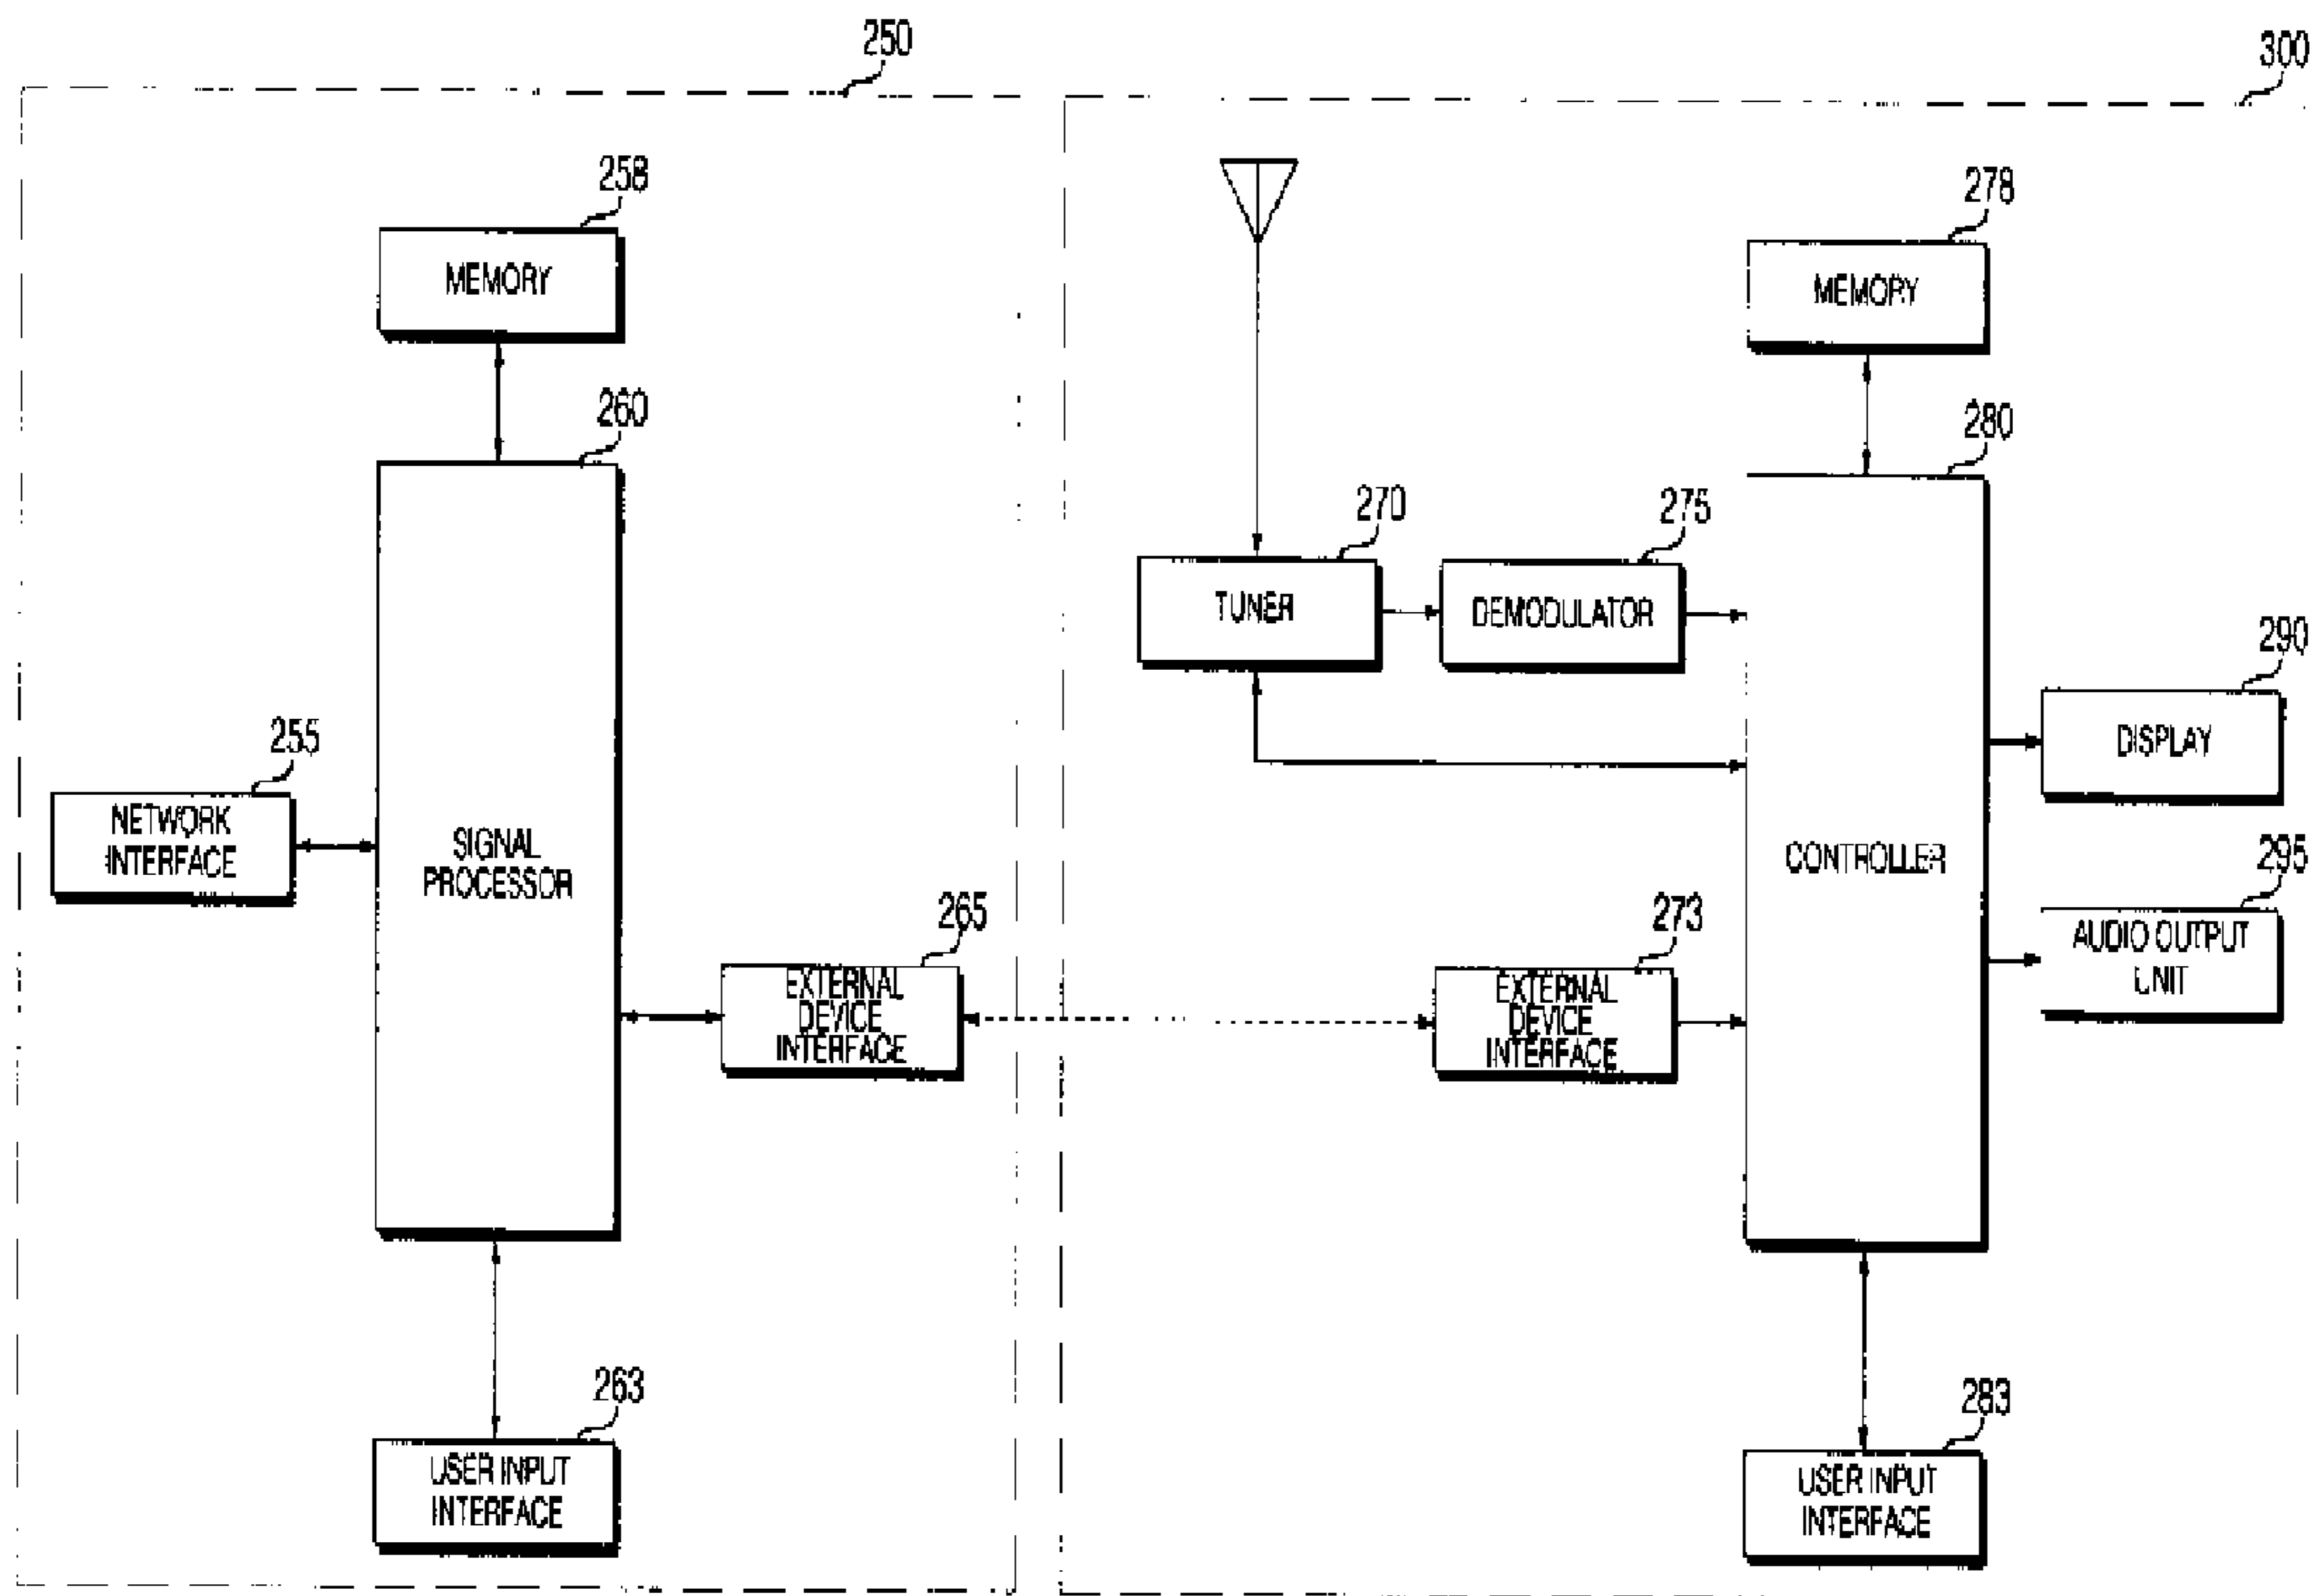 250
300
258
MEMORY
278
MEMORY
260
280
270
TUNER
275
DEMODULATOR
290
DISPLAY
255
NETWORK
INTERFACE
SIGNAL
PROCESSOR
CONTROLLER
295
AUDIO OUTPUT
UNIT
265
EXTERNAL
DEVICE
INTERFACE
273
EXTERNAL
DEVICE
INTERFACE
263
USER INPUT
INTERFACE
283
USER INPUT
INTERFACE